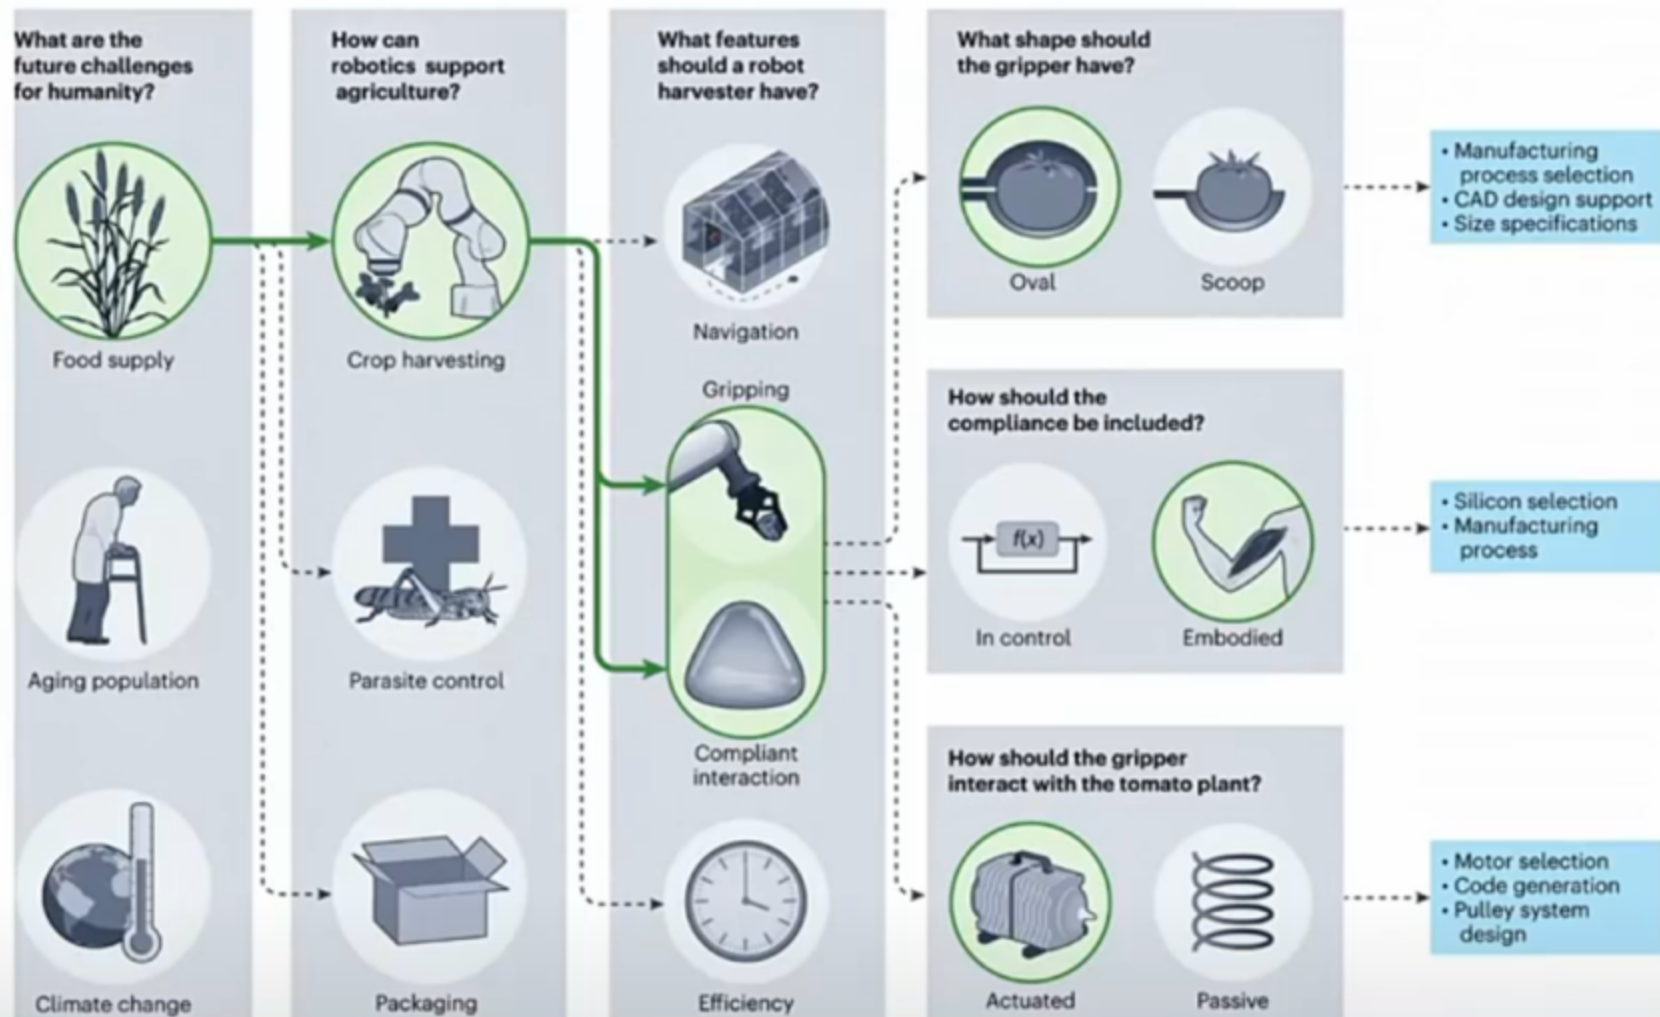 What are the
future challenges
for humanity?
Food supply
Aging population
Climate change
How can
robotics support
agriculture?
Crop harvesting
Parasite control
Packaging
What features
should a robot
harvester have?
Navigation
Gripping
Compliant
interaction
Efficiency
What shape should
the gripper have?
Oval
Scoop
• Manufacturing
process selection
• CAD design support
• Size specifications
How should the
compliance be included?
f(x)
In control
Embodied
• Silicon selection
• Manufacturing
process
How should the gripper
interact with the tomato plant?
Actuated
Passive
• Motor selection
• Code generation
• Pulley system
design